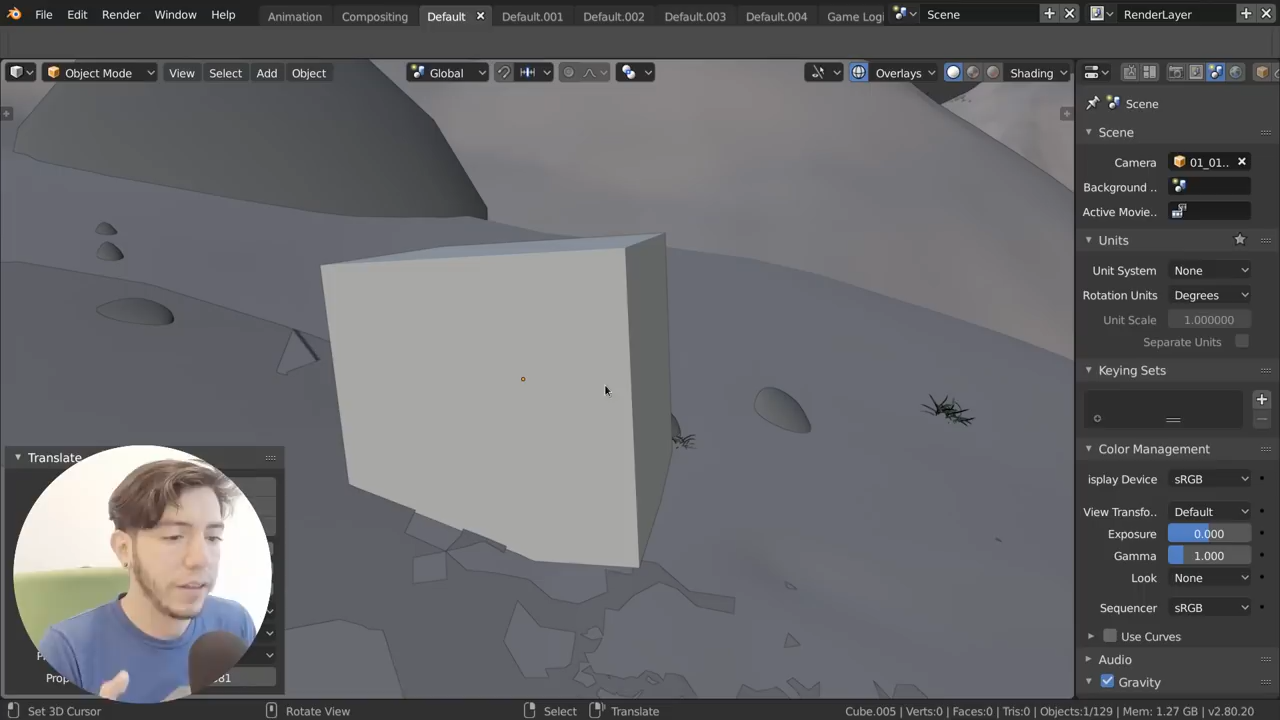 File Edit Render Window Help Animation Compositing Default Default.001 Default.002 Default.003 Default.004 Game Logi Scene RenderLayer
Object Mode View Select Add Object Global Overlays Shading
Scene
Scene
Camera 01_01..
Background ..
Active Movie..
Units
Unit System None
Rotation Units Degrees
Unit Scale 1.000000
Separate Units
Keying Sets
Color Management
isplay Device sRGB
View Transfo.. Default
Exposure 0.000
Gamma 1.000
Look None
Sequencer sRGB
Use Curves
Audio
Gravity
Translate
Prop
Set 3D Cursor Rotate View Select Translate Cube.005 | Verts:0 | Faces:0 | Tris:0 | Objects:1/129 | Mem: 1.27 GB | v2.80.20